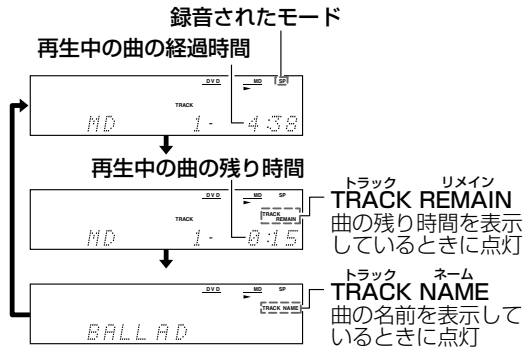 録音されたモード
再生中の曲の経過時間
DVD MD SP
TRACK
MD 1- 4:38
再生中の曲の残り時間
DVD MD SP
TRACK
TRACK REMAIN
MD 1- 0:15
トラック リメイン
TRACK REMAIN
曲の残り時間を表示
しているときに点灯
DVD MD SP
TRACK NAME
BALLAD
トラック ネーム
TRACK NAME
曲の名前を表示して
いるときに点灯